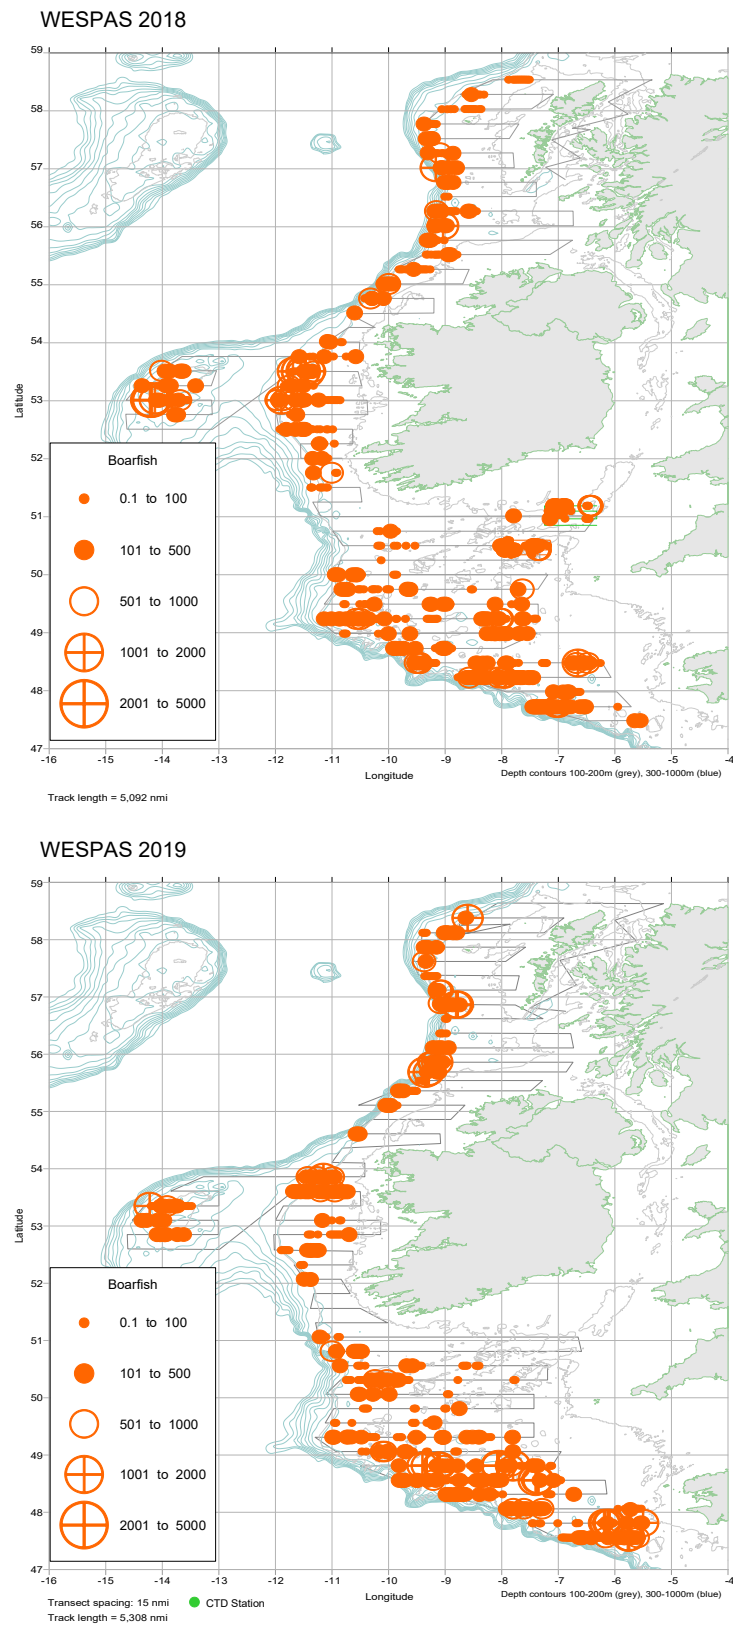 WESPAS 2018
59
58
57
56
55
54
53
52
51
50
49
48
47
Latitude
Boarfish
0.1 to 100
101 to 500
501 to 1000
1001 to 2000
2001 to 5000
-16 -15 -14 -13 -12 -11 -10 -9 -8 -7 -6 -5 -4
Longitude
Depth contours 100-200m (grey), 300-1000m (blue)
Track length = 5,092 nmi
WESPAS 2019
59
58
57
56
55
54
53
52
51
50
49
48
47
Latitude
Boarfish
0.1 to 100
101 to 500
501 to 1000
1001 to 2000
2001 to 5000
-16 -15 -14 -13 -12 -11 -10 -9 -8 -7 -6 -5 -4
Longitude
Depth contours 100-200m (grey), 300-1000m (blue)
Transect spacing: 15 nmi CTD Station
Track length = 5,308 nmi